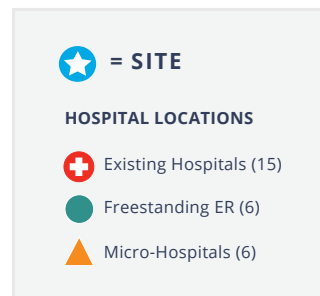 = SITE
HOSPITAL LOCATIONS
Existing Hospitals (15)
Freestanding ER (6)
Micro-Hospitals (6)